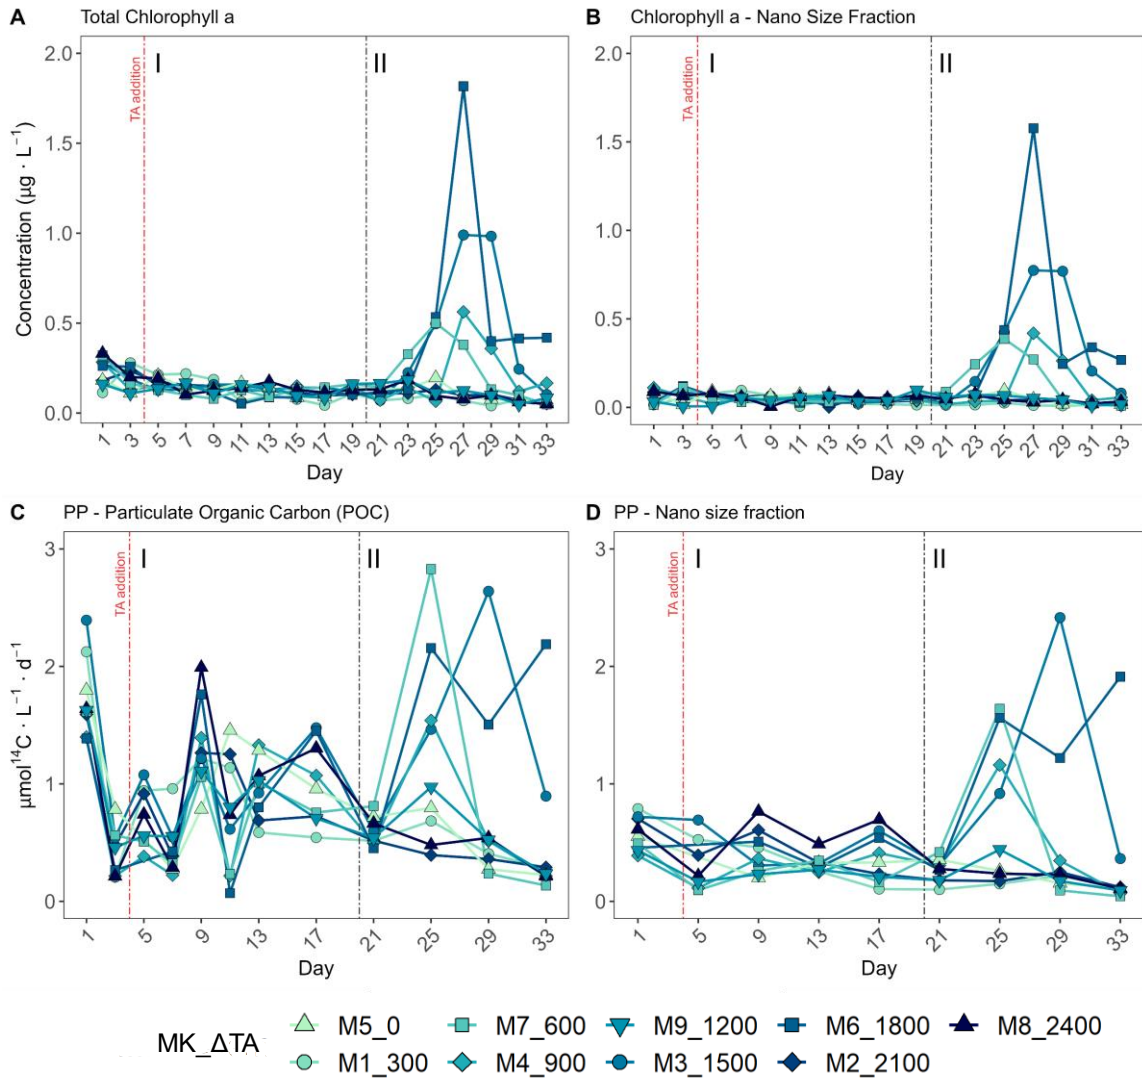 A Total Chlorophyll a
TA addition
I
II
Concentration (µg · L⁻¹)
2.0
1.5
1.0
0.5
0.0
1 3 5 7 9 11 13 15 17 19 21 23 25 27 29 31 33
Day
B Chlorophyll a - Nano Size Fraction
TA addition
I
II
2.0
1.5
1.0
0.5
0.0
1 3 5 7 9 11 13 15 17 19 21 23 25 27 29 31 33
Day
C PP - Particulate Organic Carbon (POC)
TA addition
I
II
µmol¹⁴C · L⁻¹ · d⁻¹
3
2
1
0
1 5 9 13 17 21 25 29 33
Day
D PP - Nano size fraction
TA addition
I
II
3
2
1
0
1 5 9 13 17 21 25 29 33
Day
MK_ΔTA
M5_0 M7_600 M9_1200 M6_1800 M8_2400
M1_300 M4_900 M3_1500 M2_2100